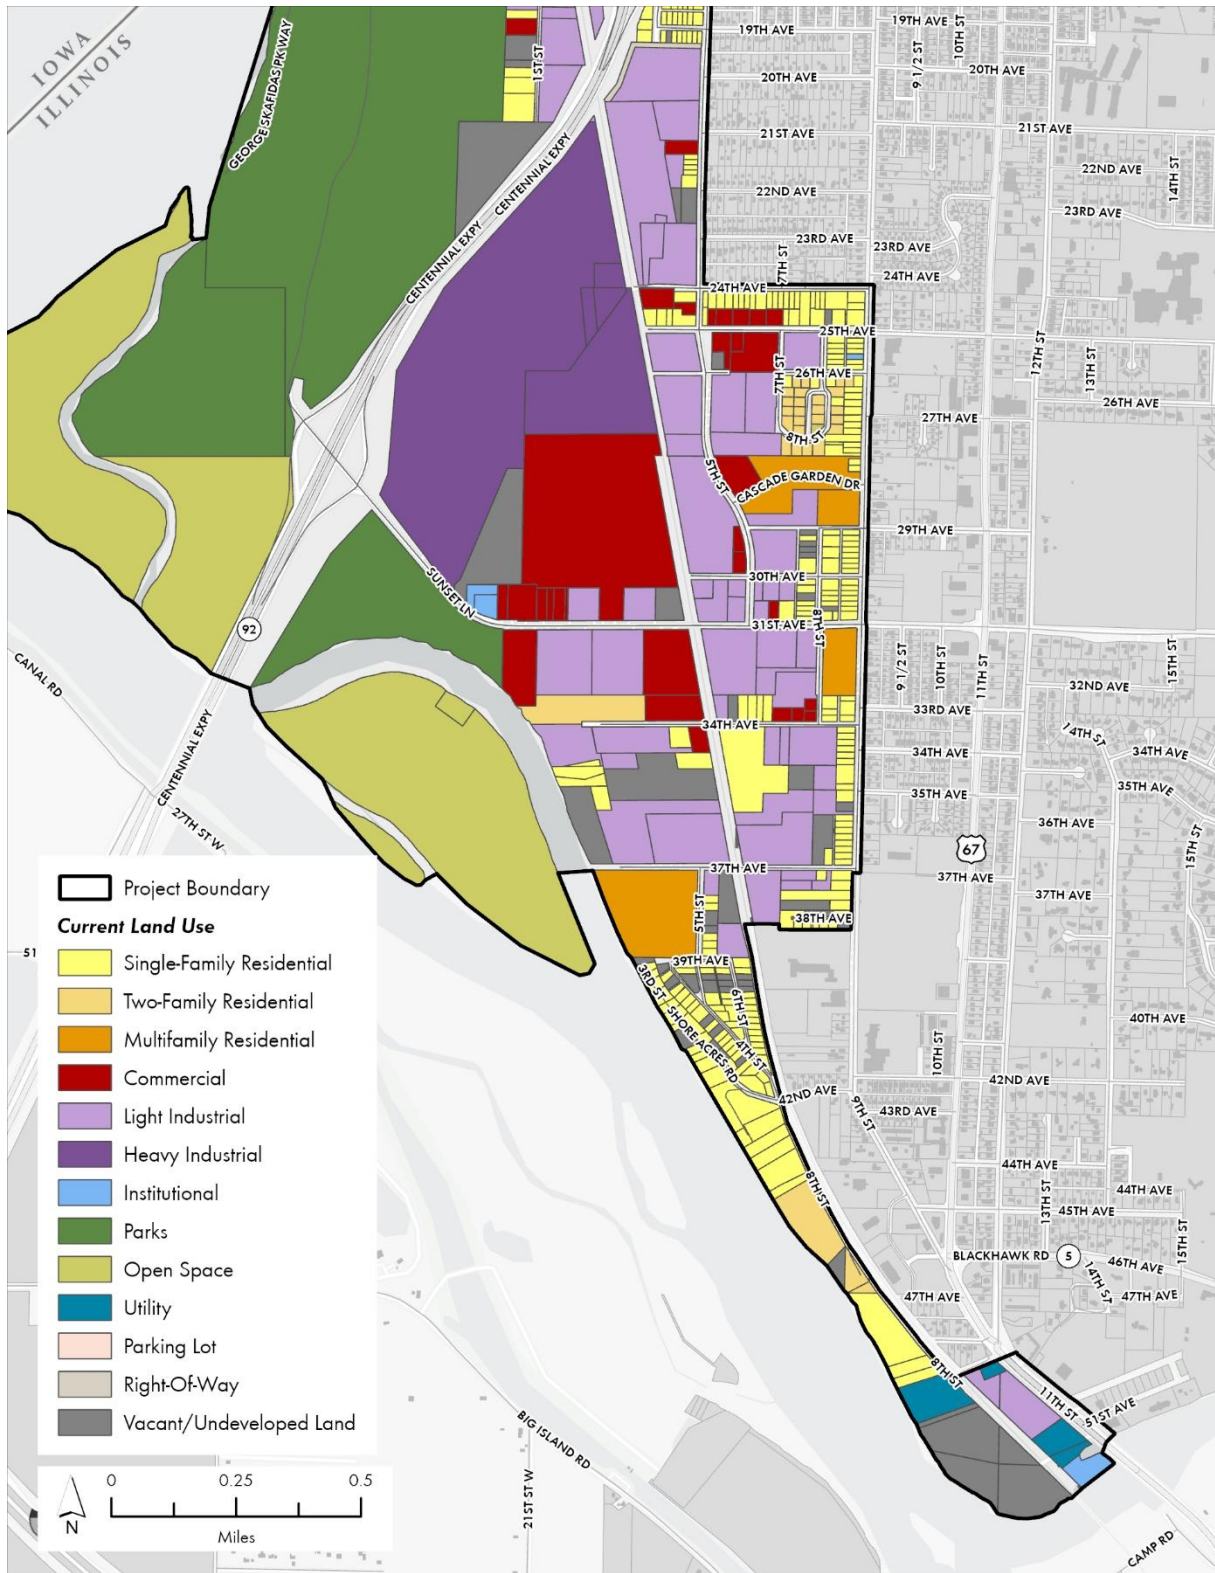 IOWA
ILLINOIS
GEORGE SKAFIDAS PKWAY
1ST ST
19TH AVE
9 1/2 ST
10TH ST
20TH AVE
20TH AVE
21ST AVE
21ST AVE
22ND AVE
14TH ST
22ND AVE
23RD AVE
CENTENNIAL EXPY
CENTENNIAL EXPY
23RD AVE
7TH ST
23RD AVE
24TH AVE
24TH AVE
25TH AVE
12TH ST
13TH ST
7TH ST
26TH AVE
26TH AVE
27TH AVE
8TH ST
5TH ST
CASCADE GARDEN DR
29TH AVE
SUNSET LN
30TH AVE
31ST AVE
8TH ST
92
9 1/2 ST
10TH ST
11TH ST
15TH ST
CANAL RD
32ND AVE
33RD AVE
34TH AVE
14TH ST
34TH AVE
34TH AVE
CENTENNIAL EXPY
35TH AVE
35TH AVE
27TH ST W
36TH AVE
15TH ST
67
37TH AVE
37TH AVE
37TH AVE
5TH ST
38TH AVE
51
39TH AVE
3RD ST
SHORE ACRES RD
6TH ST
4TH ST
40TH AVE
10TH ST
42ND AVE
42ND AVE
9TH ST
43RD AVE
44TH AVE
44TH AVE
8TH ST
13TH ST
45TH AVE
15TH ST
BLACKHAWK RD
5
46TH AVE
14TH ST
47TH AVE
47TH AVE
8TH ST
11TH ST
51ST AVE
BIG ISLAND RD
21ST ST W
CAMP RD
Project Boundary
Current Land Use
Single-Family Residential
Two-Family Residential
Multifamily Residential
Commercial
Light Industrial
Heavy Industrial
Institutional
Parks
Open Space
Utility
Parking Lot
Right-Of-Way
Vacant/Undeveloped Land
N
0 0.25 0.5
Miles